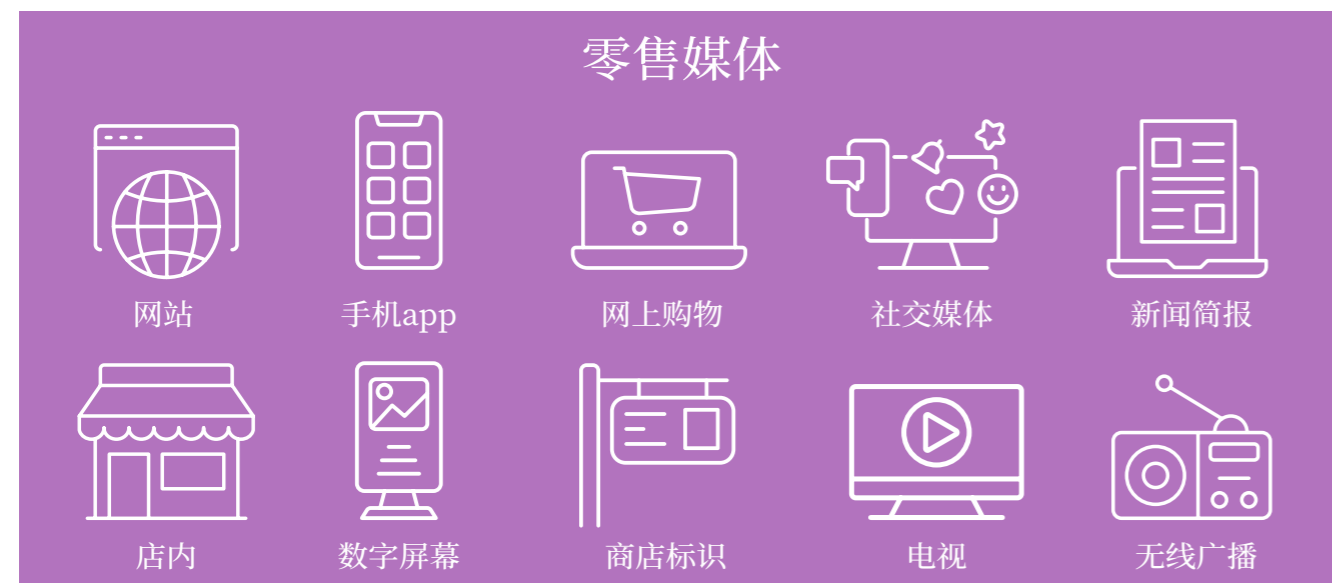 零售媒体
网站
手机app
网上购物
社交媒体
新闻简报
店内
数字屏幕
商店标识
电视
无线广播